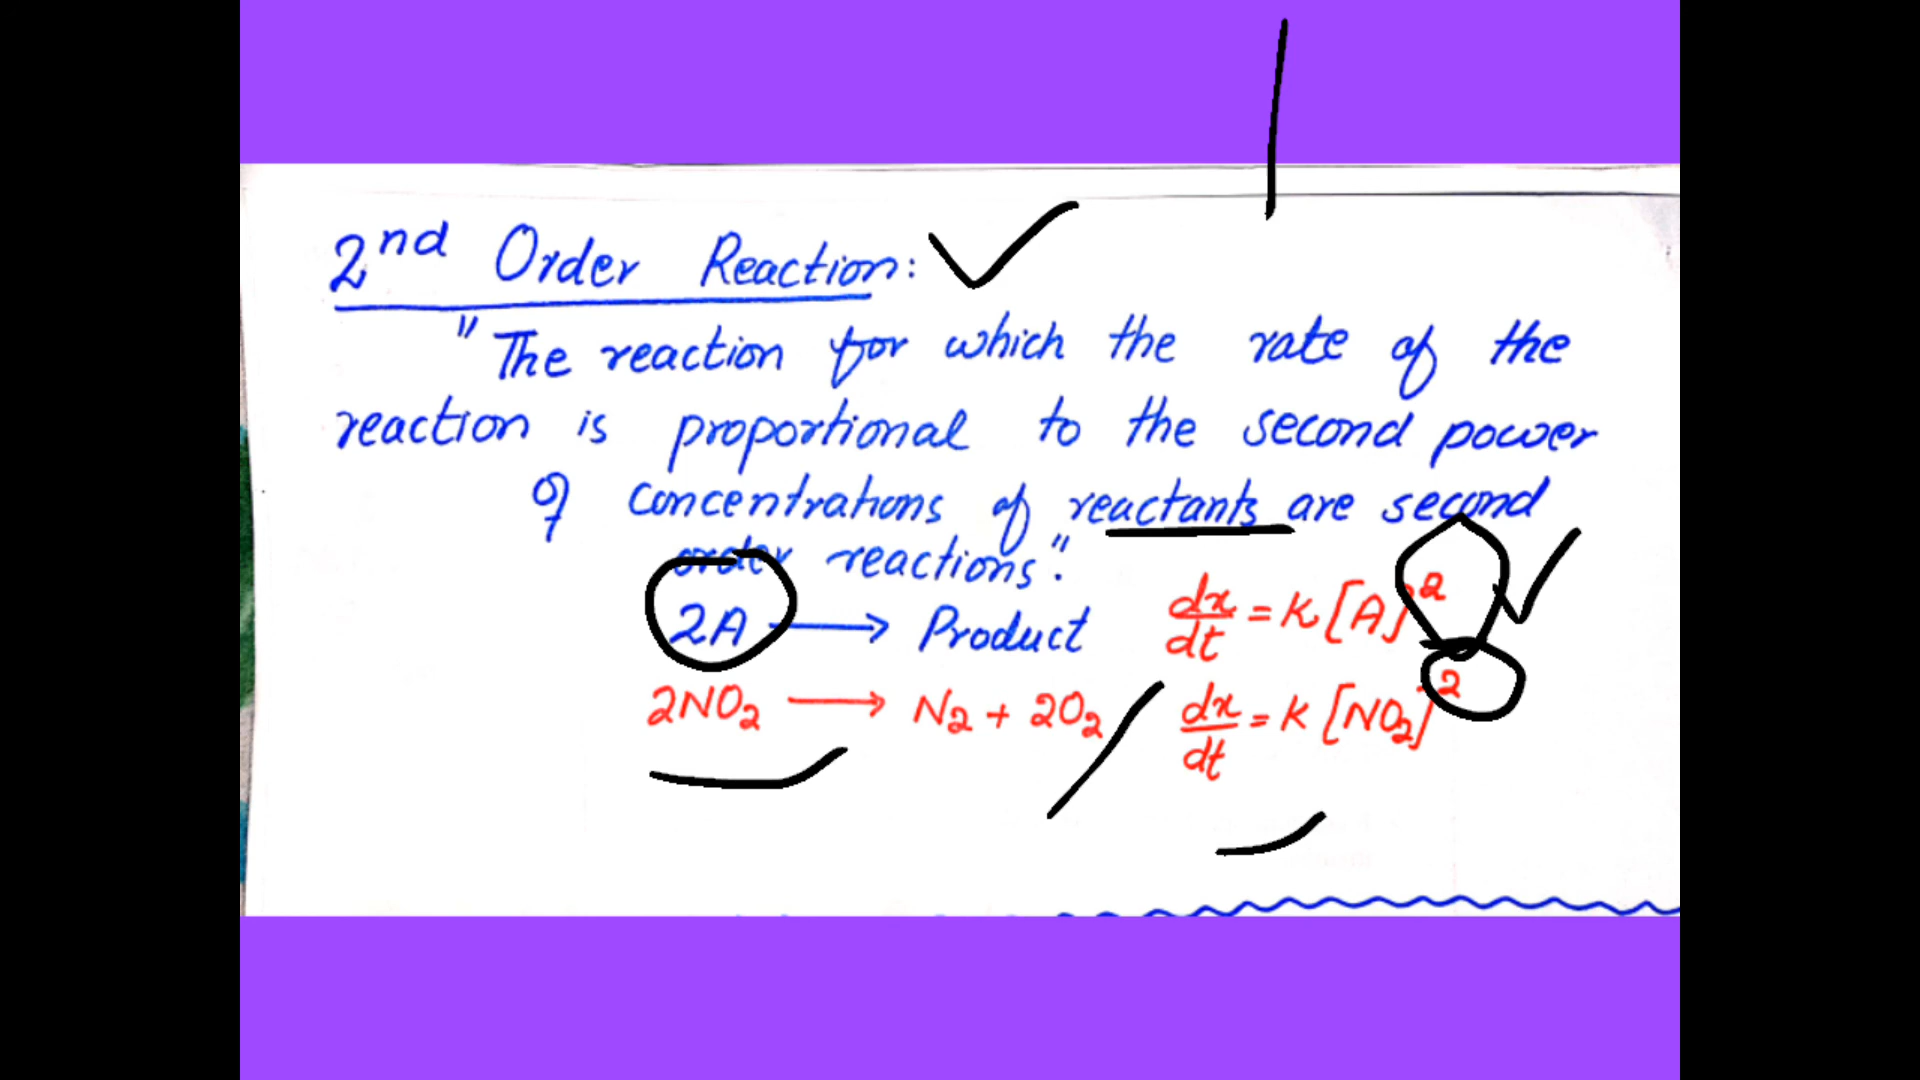 2nd Order Reaction:
"The reaction for which the rate of the
reaction is proportional to the second power
of concentrations of reactants are second
order reactions".
2A → Product dx/dt = K[A]²
2NO₂ → N₂ + 2O₂ dx/dt = K[NO₂]²